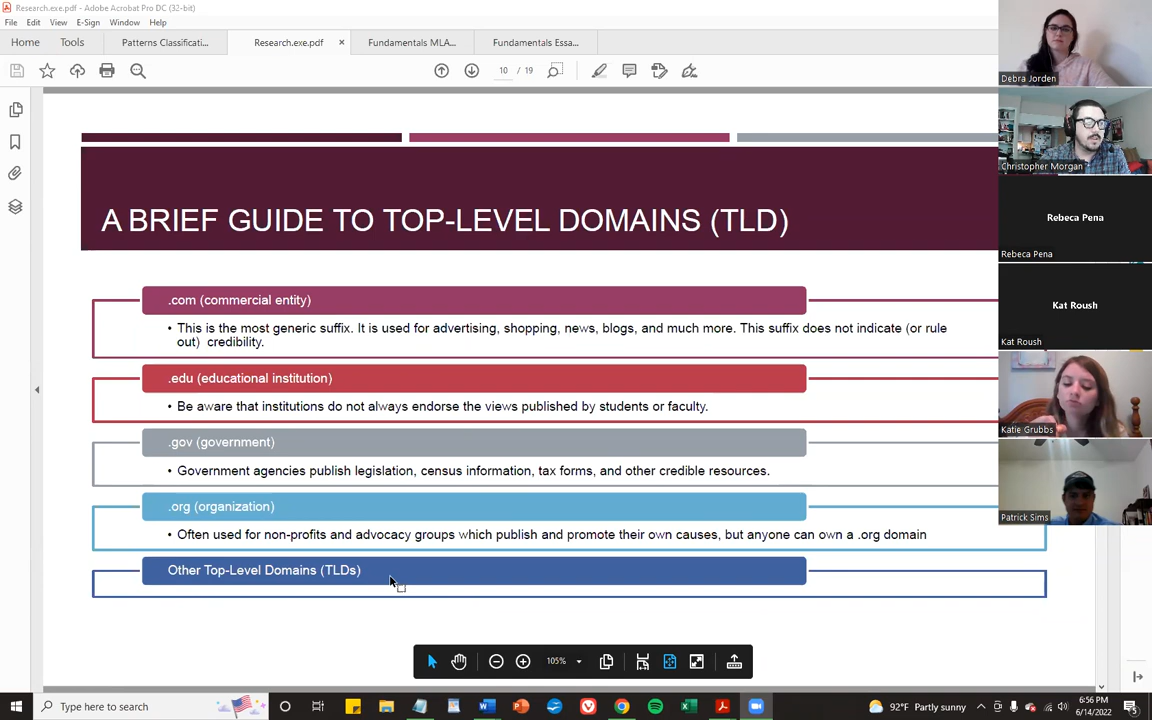 Research.exe.pdf - Adobe Acrobat Pro DC (32-bit)
File Edit View E-Sign Window Help
Home Tools Patterns Classificati... Research.exe.pdf × Fundamentals MLA... Fundamentals Essa...
10 / 19
A BRIEF GUIDE TO TOP-LEVEL DOMAINS (TLD)
.com (commercial entity)
• This is the most generic suffix. It is used for advertising, shopping, news, blogs, and much more. This suffix does not indicate (or rule
out) credibility.
.edu (educational institution)
• Be aware that institutions do not always endorse the views published by students or faculty.
.gov (government)
• Government agencies publish legislation, census information, tax forms, and other credible resources.
.org (organization)
• Often used for non-profits and advocacy groups which publish and promote their own causes, but anyone can own a .org domain
Other Top-Level Domains (TLDs)
105%
Debra Jorden
Christopher Morgan
Rebeca Pena
Rebeca Pena
Kat Roush
Kat Roush
Katie Grubbs
Patrick Sims
Type here to search
92°F Partly sunny
6:56 PM
6/14/2022
5